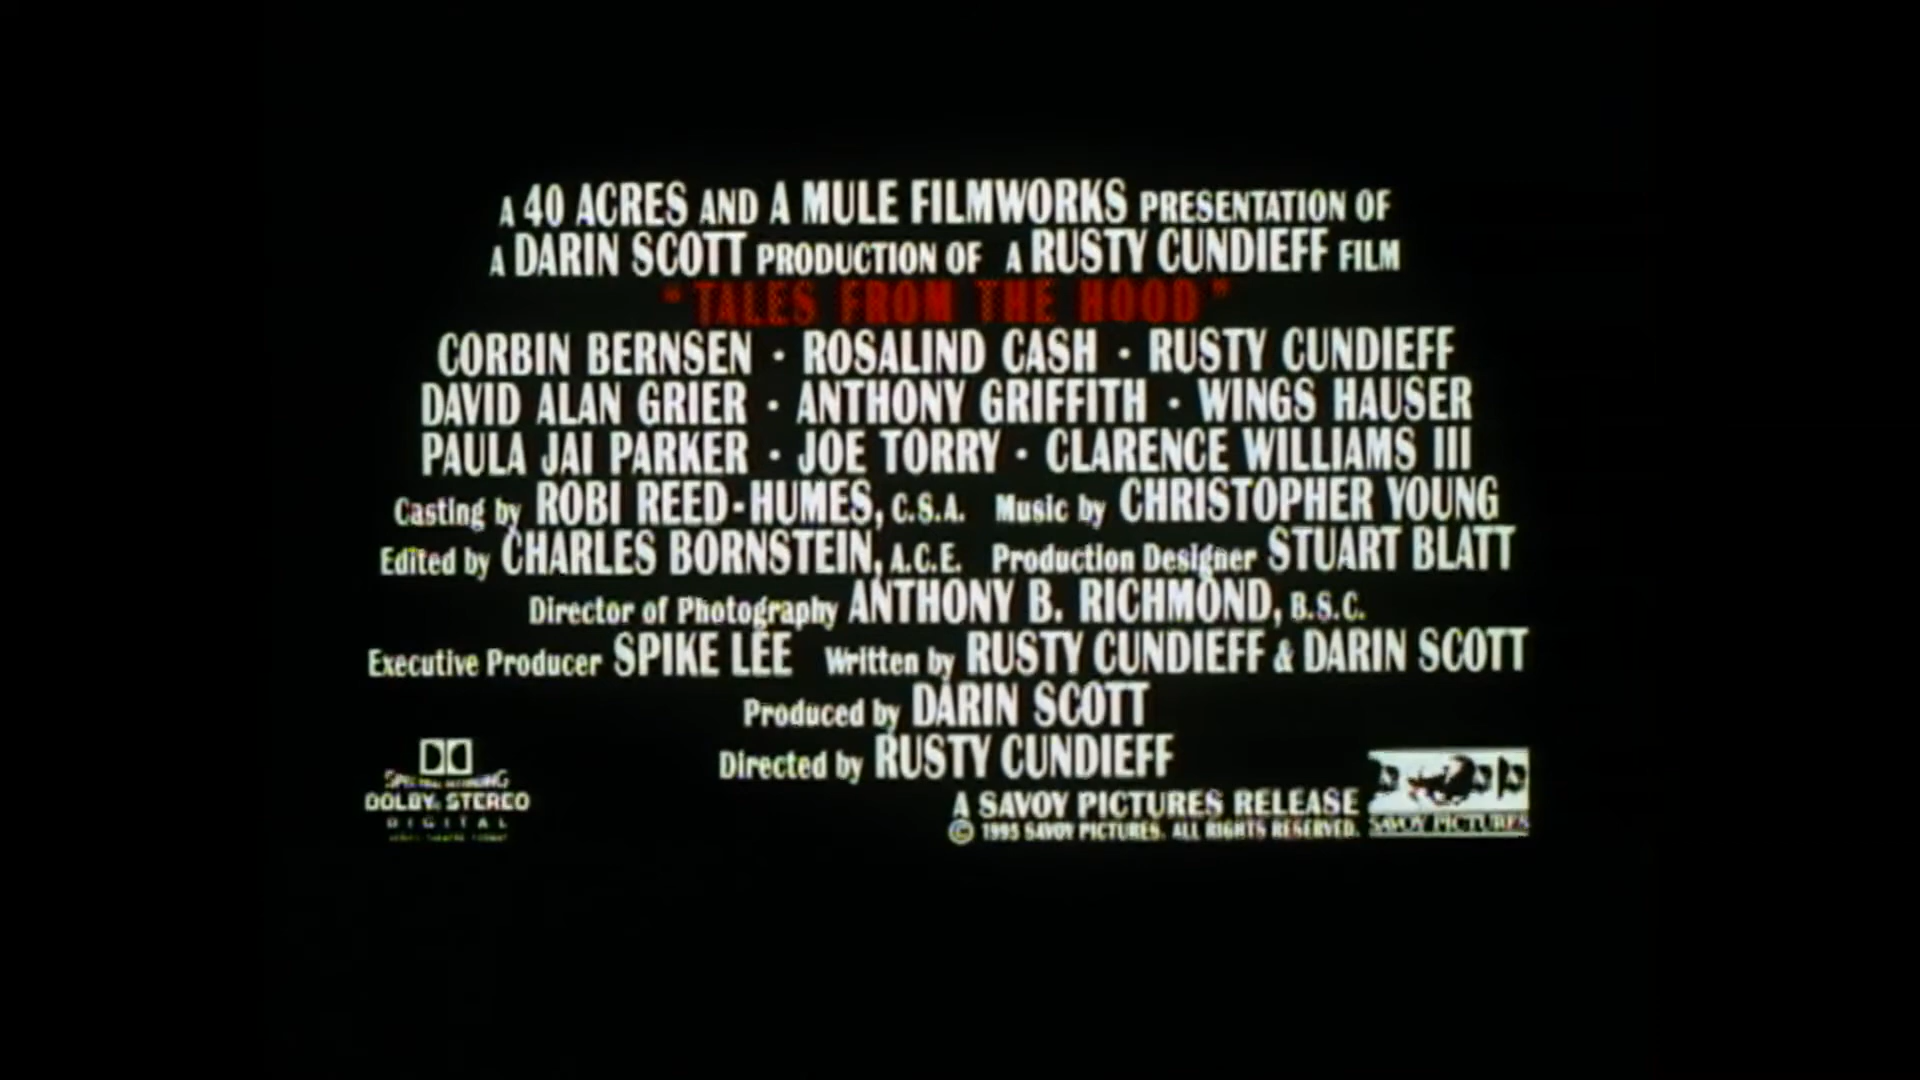 A 40 ACRES AND A MULE FILMWORKS PRESENTATION OF
A DARIN SCOTT PRODUCTION OF A RUSTY CUNDIEFF FILM
"TALES FROM THE HOOD"
CORBIN BERNSEN · ROSALIND CASH · RUSTY CUNDIEFF
DAVID ALAN GRIER · ANTHONY GRIFFITH · WINGS HAUSER
PAULA JAI PARKER · JOE TORRY · CLARENCE WILLIAMS III
Casting by ROBI REED-HUMES, C.S.A. Music by CHRISTOPHER YOUNG
Edited by CHARLES BORNSTEIN, A.C.E. Production Designer STUART BLATT
Director of Photography ANTHONY B. RICHMOND, B.S.C.
Executive Producer SPIKE LEE Written by RUSTY CUNDIEFF & DARIN SCOTT
Produced by DARIN SCOTT
Directed by RUSTY CUNDIEFF
DOLBY STEREO
DIGITAL
A SAVOY PICTURES RELEASE
© 1995 SAVOY PICTURES. ALL RIGHTS RESERVED.
SAVOY PICTURES